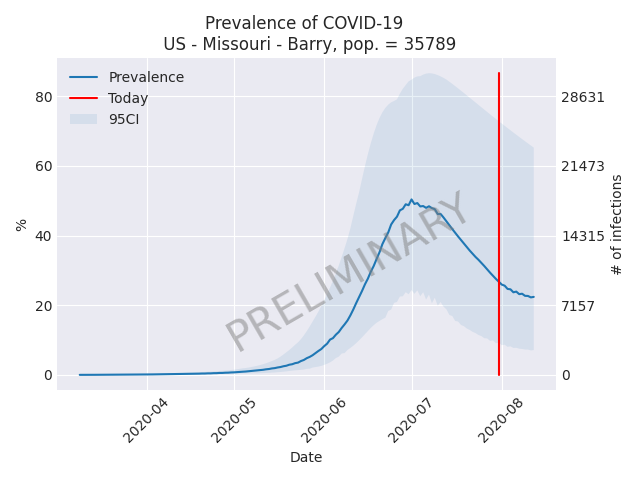 Prevalence of COVID-19
US - Missouri - Barry, pop. = 35789
Prevalence
Today
95CI
80
60
40
20
0
%
28631
21473
14315
7157
0
# of infections
PRELIMINARY
2020-04
2020-05
2020-06
2020-07
2020-08
Date